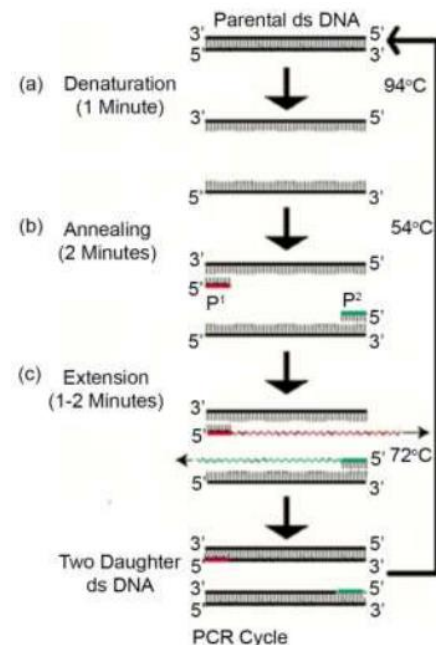 Parental ds DNA
3' 5'
5' 3'
(a) Denaturation 94°C
(1 Minute)
3' 5'
5' 3'
(b) Annealing 54°C
(2 Minutes)
3' 5'
5'
P¹ P²
5'
5' 3'
(c) Extension
(1-2 Minutes)
3' 5'
5'
5' 72°C
5' 3'
Two Daughter
ds DNA
3' 5'
5' 3'
3' 5'
5' 3'
PCR Cycle